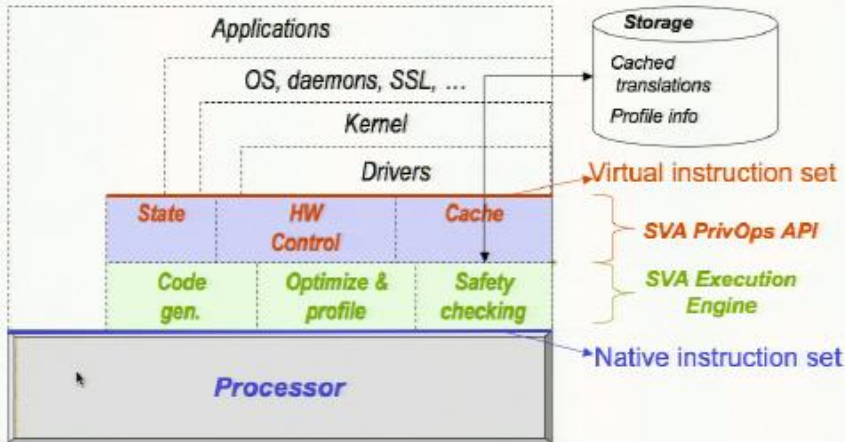 Applications
OS, daemons, SSL, ...
Kernel
Drivers
Storage
Cached
translations
Profile info
Virtual instruction set
State
HW
Control
Cache
SVA PrivOps API
Code
gen.
Optimize &
profile
Safety
checking
SVA Execution
Engine
Native instruction set
Processor